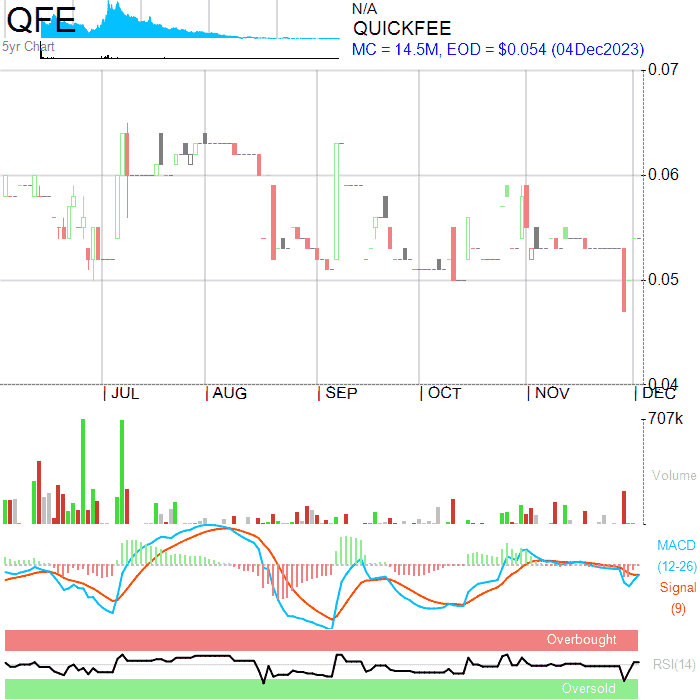 QFE
5yr Chart
N/A
QUICKFEE
MC = 14.5M, EOD = $0.054 (04Dec2023)
0.07
0.06
0.05
0.04
| JUL | AUG | SEP | OCT | NOV | DEC
707k
Volume
MACD
(12-26)
Signal
(9)
Overbought
RSI(14)
Oversold